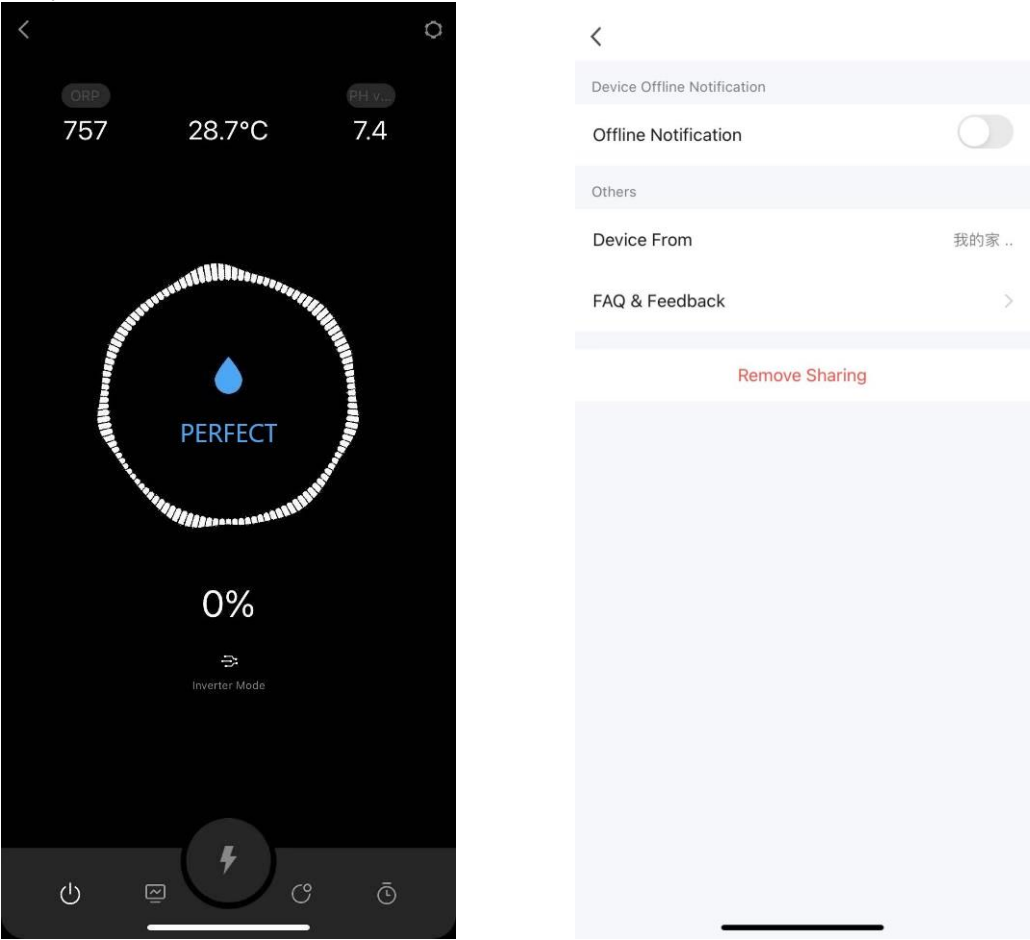 ORP
PH v...
757
28.7°C
7.4
PERFECT
0%
Inverter Mode
Device Offline Notification
Offline Notification
Others
Device From
我的家 ..
FAQ & Feedback
Remove Sharing